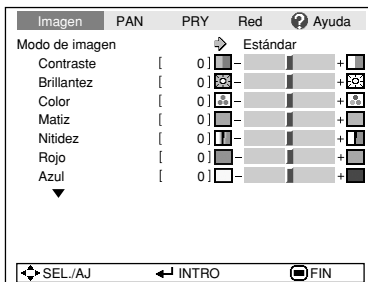 Imagen PAN PRY Red ? Ayuda
Modo de imagen Estándar
Contraste [ 0 ] - +
Brillantez [ 0 ] - +
Color [ 0 ] - +
Matiz [ 0 ] - +
Nitidez [ 0 ] - +
Rojo [ 0 ] - +
Azul [ 0 ] - +
SEL./AJ INTRO FIN